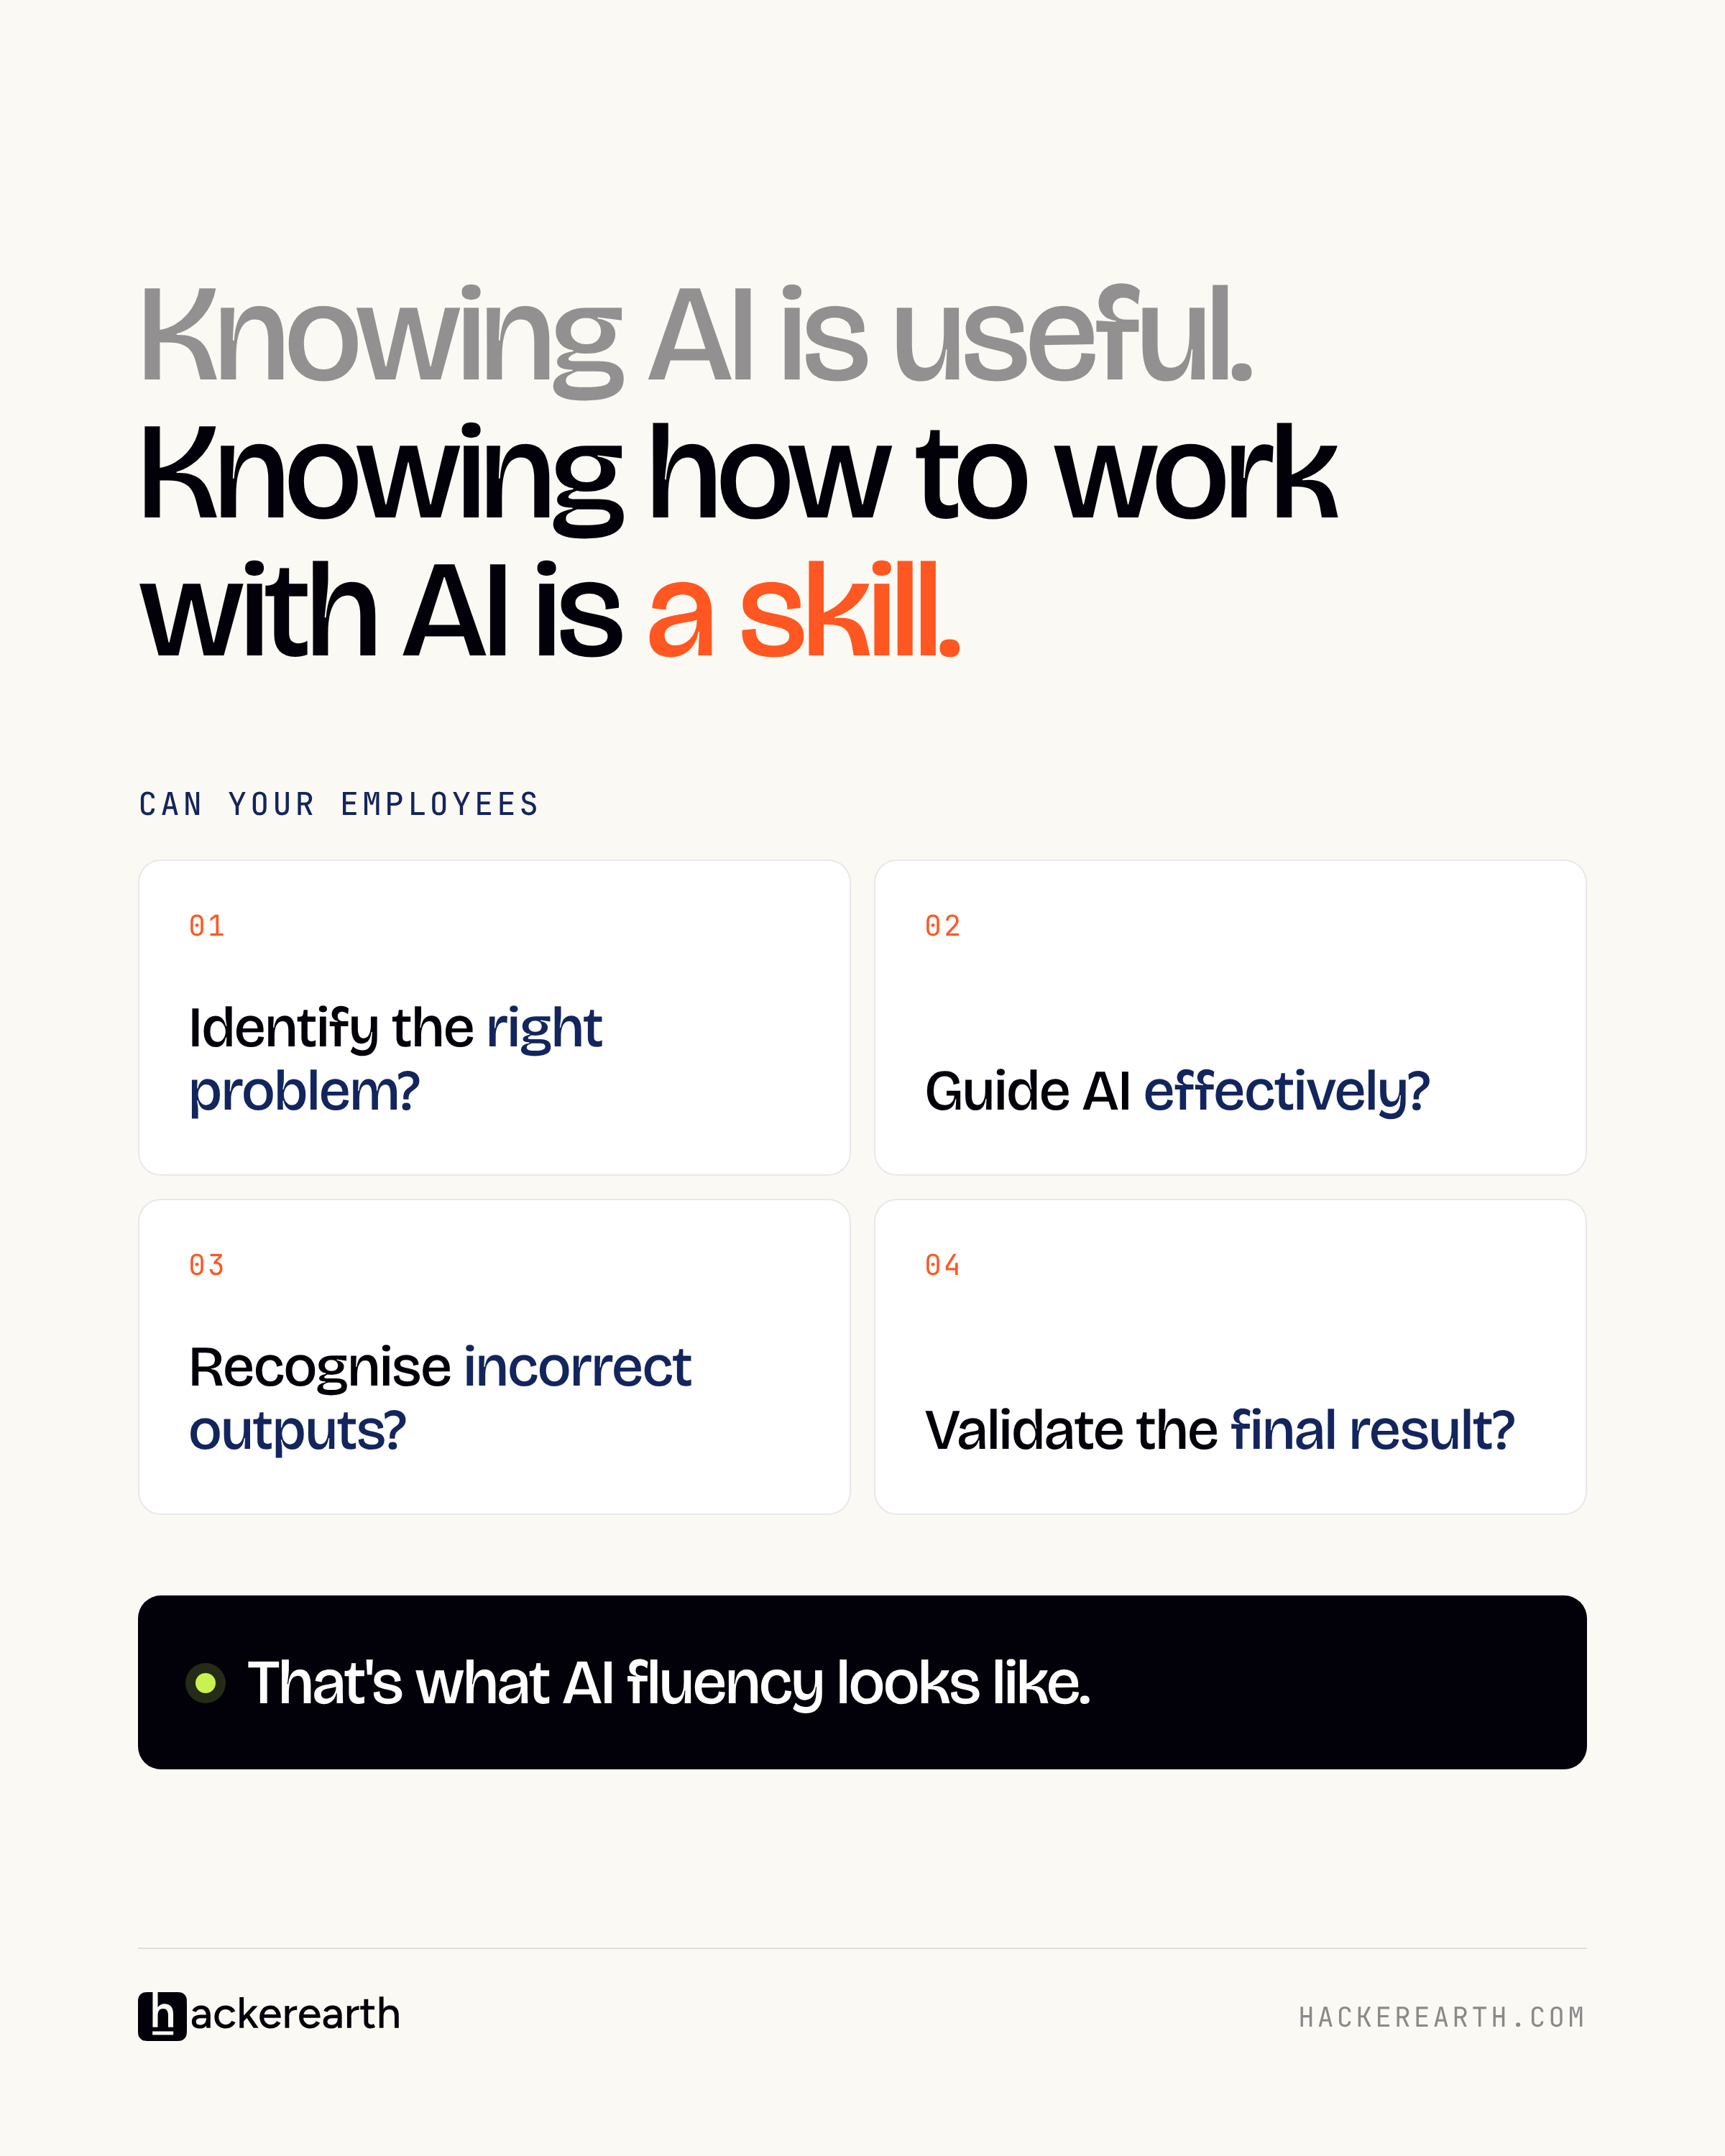 Knowing AI is useful.
Knowing how to work
with AI is a skill.
CAN YOUR EMPLOYEES
01
Identify the right
problem?
02
Guide AI effectively?
03
Recognise incorrect
outputs?
04
Validate the final result?
That's what AI fluency looks like.
hackerearth
HACKEREARTH.COM